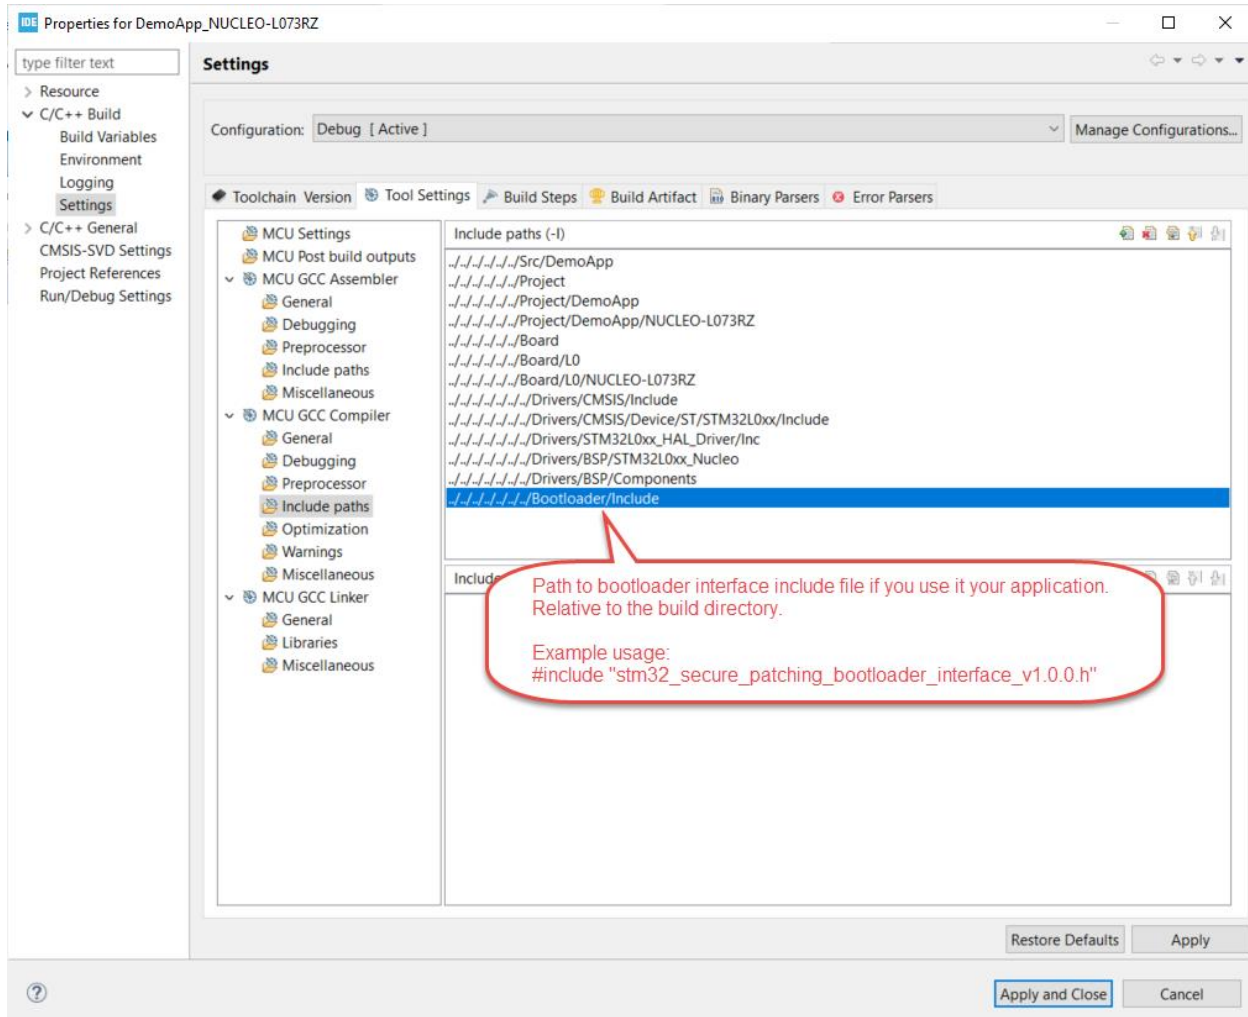 IDE Properties for DemoApp_NUCLEO-L073RZ
type filter text
Settings
Resource
C/C++ Build
Build Variables
Environment
Logging
Settings
C/C++ General
CMSIS-SVD Settings
Project References
Run/Debug Settings
Configuration: Debug [ Active ]
Manage Configurations...
Toolchain Version Tool Settings Build Steps Build Artifact Binary Parsers Error Parsers
MCU Settings
MCU Post build outputs
MCU GCC Assembler
General
Debugging
Preprocessor
Include paths
Miscellaneous
MCU GCC Compiler
General
Debugging
Preprocessor
Include paths
Optimization
Warnings
Miscellaneous
MCU GCC Linker
General
Libraries
Miscellaneous
Include paths (-I)
../../../../../../Src/DemoApp
../../../../../../Project
../../../../../../Project/DemoApp
../../../../../../Project/DemoApp/NUCLEO-L073RZ
../../../../../../Board
../../../../../../Board/L0
../../../../../../Board/L0/NUCLEO-L073RZ
../../../../../../Drivers/CMSIS/Include
../../../../../../Drivers/CMSIS/Device/ST/STM32L0xx/Include
../../../../../../Drivers/STM32L0xx_HAL_Driver/Inc
../../../../../../Drivers/BSP/STM32L0xx_Nucleo
../../../../../../Drivers/BSP/Components
../../../../../../../Bootloader/Include
Path to bootloader interface include file if you use it your application.
Relative to the build directory.
Example usage:
#include "stm32_secure_patching_bootloader_interface_v1.0.0.h"
Restore Defaults
Apply
Apply and Close
Cancel